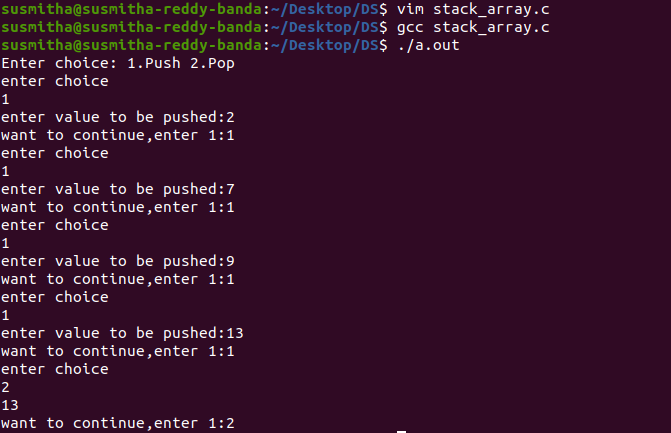 susmitha@susmitha-reddy-banda:~/Desktop/DS$ vim stack_array.c
susmitha@susmitha-reddy-banda:~/Desktop/DS$ gcc stack_array.c
susmitha@susmitha-reddy-banda:~/Desktop/DS$ ./a.out
Enter choice: 1.Push 2.Pop
enter choice
1
enter value to be pushed:2
want to continue,enter 1:1
enter choice
1
enter value to be pushed:7
want to continue,enter 1:1
enter choice
1
enter value to be pushed:9
want to continue,enter 1:1
enter choice
1
enter value to be pushed:13
want to continue,enter 1:1
enter choice
2
13
want to continue,enter 1:2